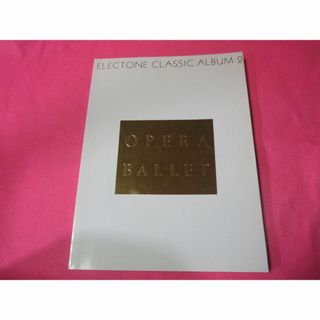 ELECTONE CLASSIC ALBUM 2
OPERA
BALLET